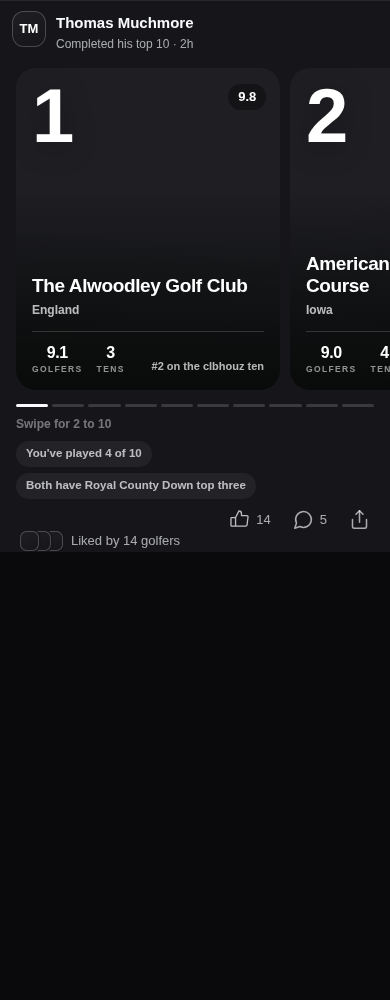 TM
Thomas Muchmore
Completed his top 10 · 2h
1
9.8
The Alwoodley Golf Club
England
9.1
GOLFERS
3
TENS
#2 on the clbhouz ten
2
American
Course
Iowa
9.0
GOLFERS
4
TEN
Swipe for 2 to 10
You've played 4 of 10
Both have Royal County Down top three
14
5
Liked by 14 golfers